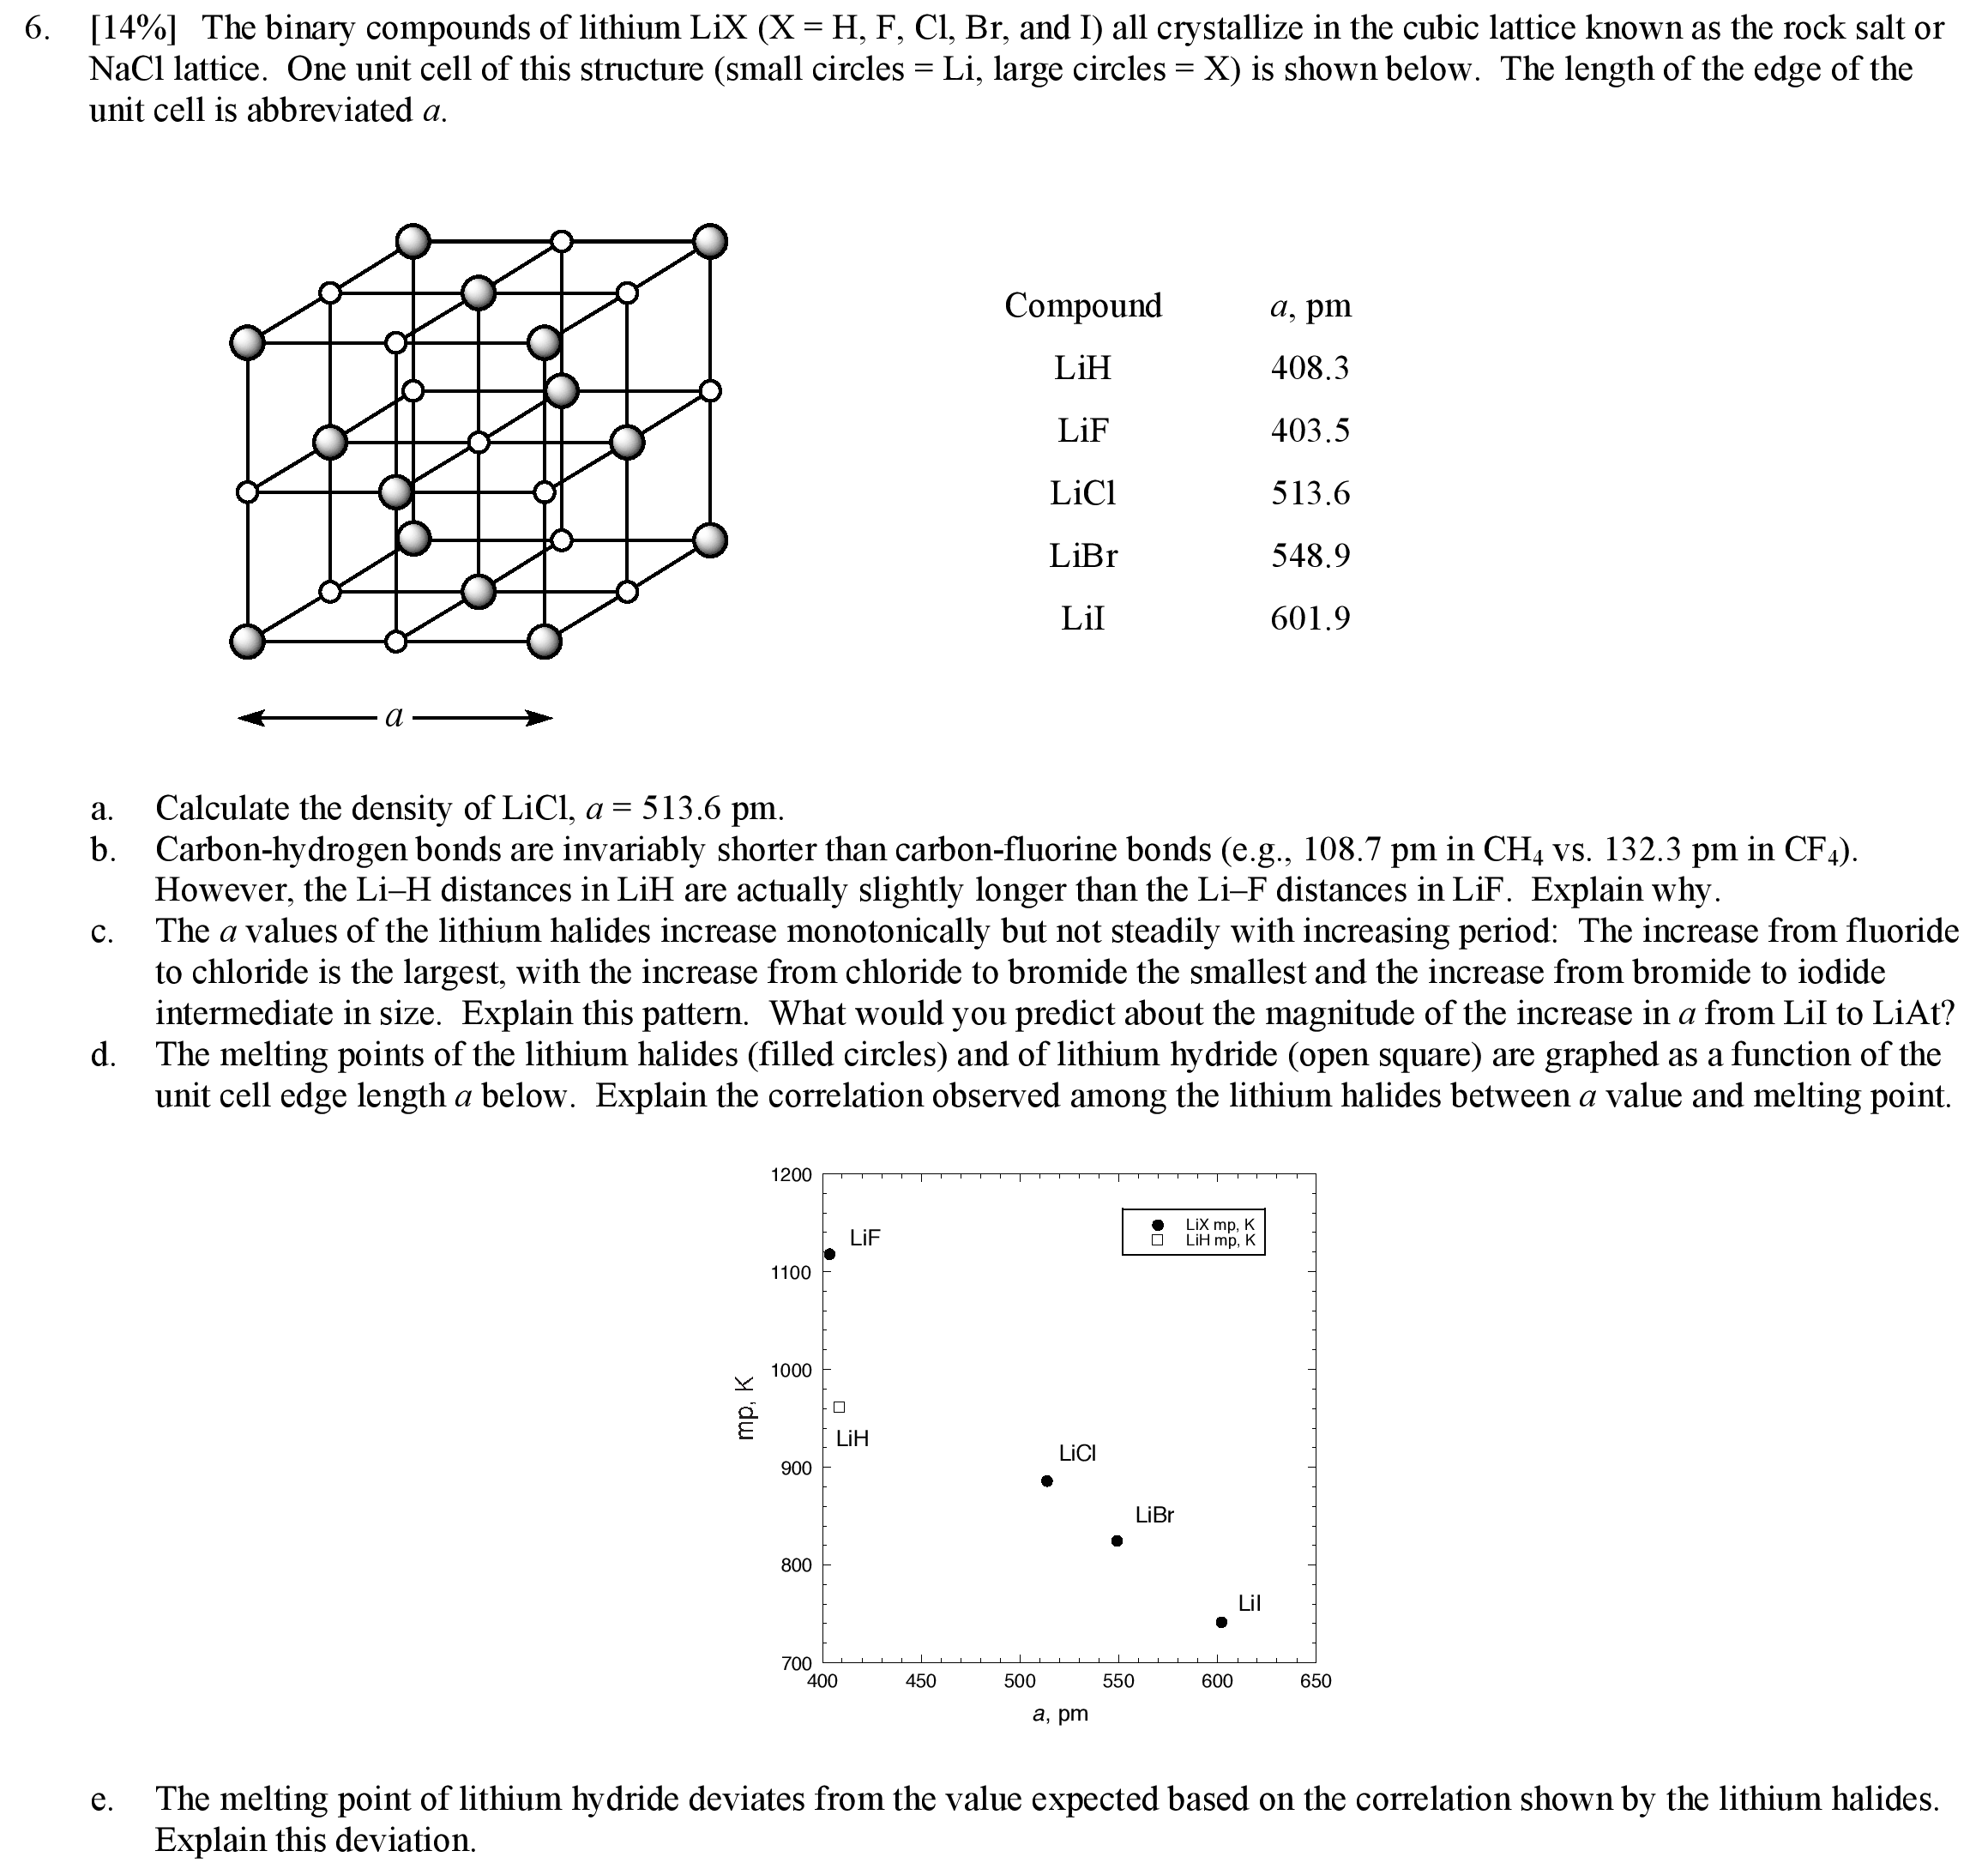 6. [14%] The binary compounds of lithium LiX (X = H, F, Cl, Br, and I) all crystallize in the cubic lattice known as the rock salt or
NaCl lattice. One unit cell of this structure (small circles = Li, large circles = X) is shown below. The length of the edge of the
unit cell is abbreviated a.
Compound a, pm
LiH 408.3
LiF 403.5
LiCl 513.6
LiBr 548.9
LiI 601.9
a
a. Calculate the density of LiCl, a = 513.6 pm.
b. Carbon-hydrogen bonds are invariably shorter than carbon-fluorine bonds (e.g., 108.7 pm in CH₄ vs. 132.3 pm in CF₄).
However, the Li–H distances in LiH are actually slightly longer than the Li–F distances in LiF. Explain why.
c. The a values of the lithium halides increase monotonically but not steadily with increasing period: The increase from fluoride
to chloride is the largest, with the increase from chloride to bromide the smallest and the increase from bromide to iodide
intermediate in size. Explain this pattern. What would you predict about the magnitude of the increase in a from LiI to LiAt?
d. The melting points of the lithium halides (filled circles) and of lithium hydride (open square) are graphed as a function of the
unit cell edge length a below. Explain the correlation observed among the lithium halides between a value and melting point.
1200
LiX mp, K
LiH mp, K
LiF
1100
1000
mp, K
LiH
LiCl
900
LiBr
800
LiI
700
400 450 500 550 600 650
a, pm
e. The melting point of lithium hydride deviates from the value expected based on the correlation shown by the lithium halides.
Explain this deviation.